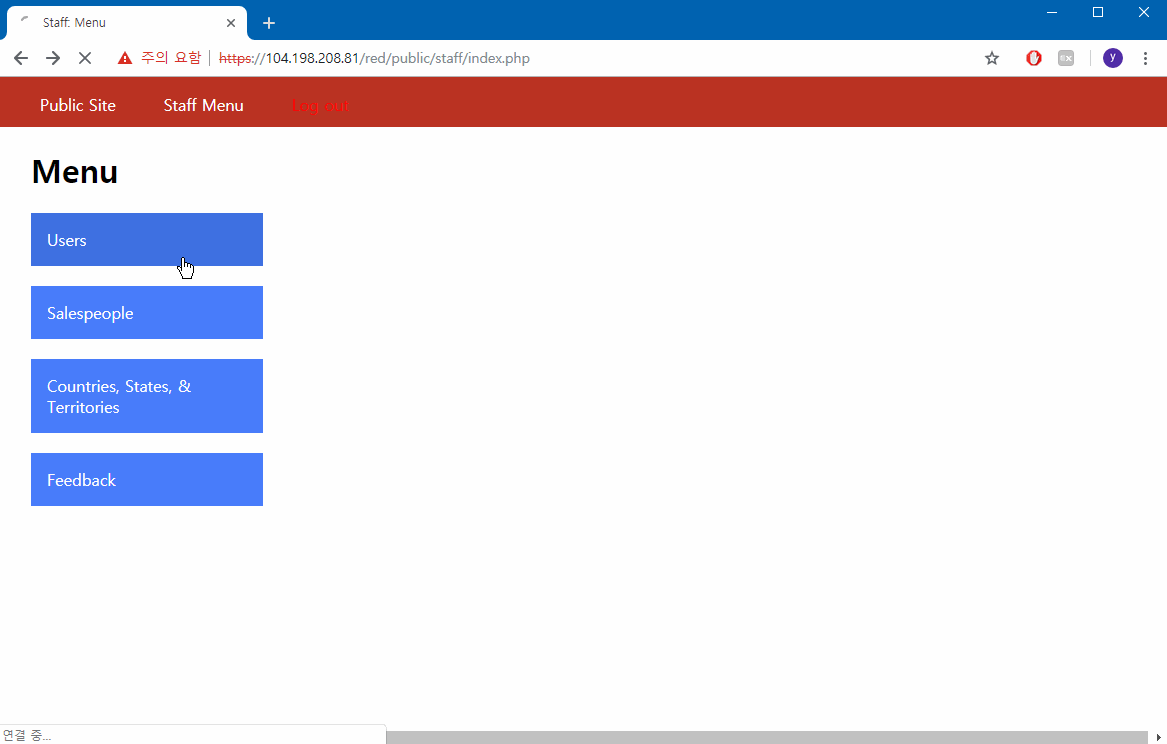 Staff: Menu
주의 요함 https://104.198.208.81/red/public/staff/index.php
y
Public Site Staff Menu Log out
Menu
Users
Salespeople
Countries, States, &
Territories
Feedback
연결 중...